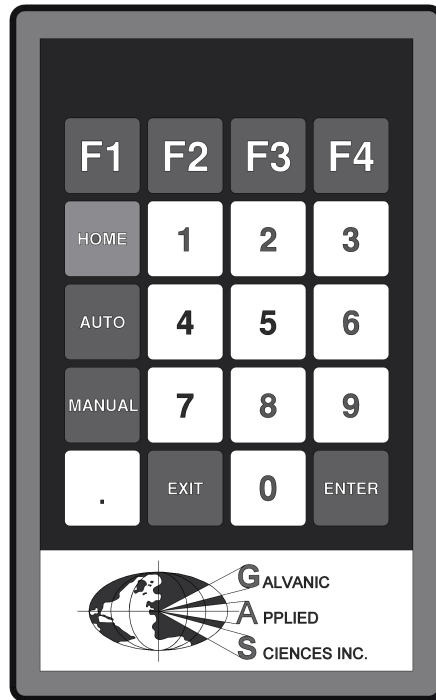 F1 F2 F3 F4
HOME 1 2 3
AUTO 4 5 6
MANUAL 7 8 9
. EXIT 0 ENTER
GALVANIC
APPLIED
SCIENCES INC.